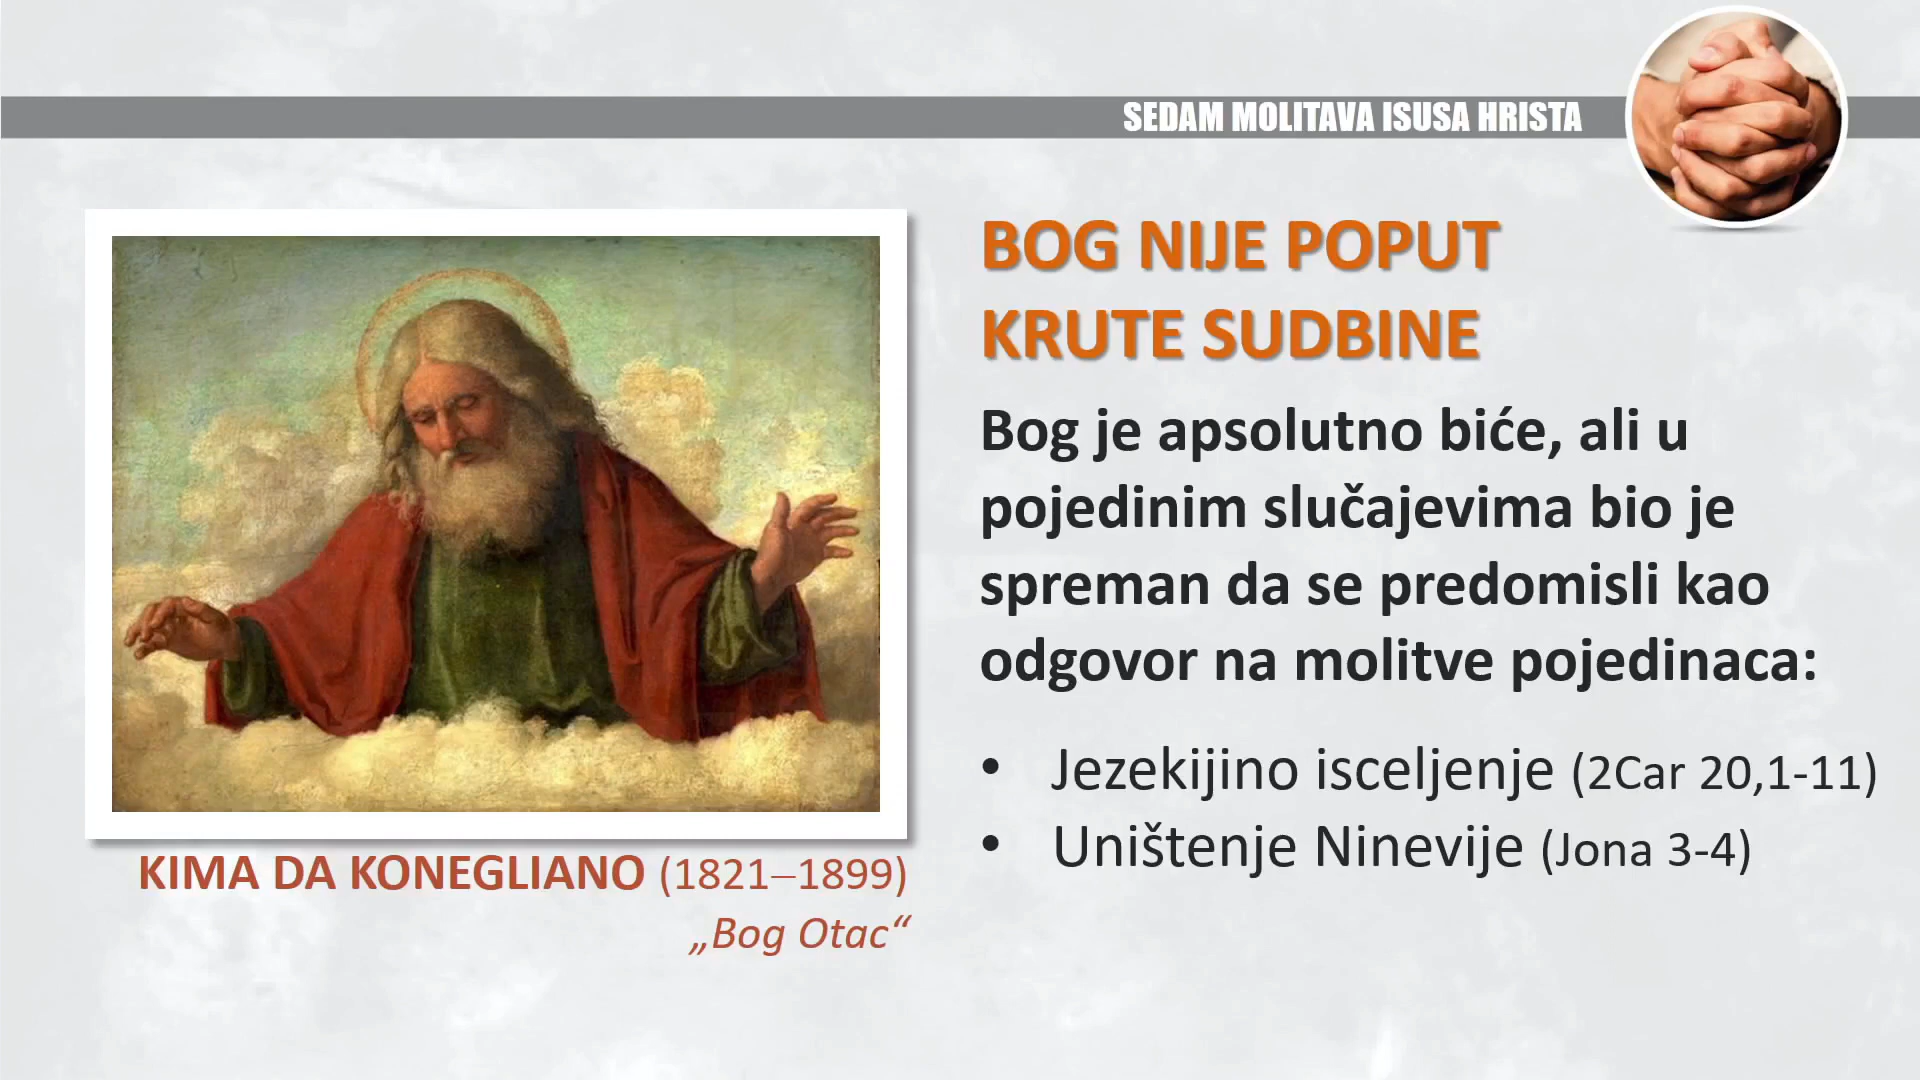 SEDAM MOLITAVA ISUSA HRISTA
BOG NIJE POPUT
KRUTE SUDBINE
Bog je apsolutno biće, ali u
pojedinim slučajevima bio je
spreman da se predomisli kao
odgovor na molitve pojedinaca:
• Jezekijino isceljenje (2Car 20,1-11)
• Uništenje Ninevije (Jona 3-4)
KIMA DA KONEGLIANO (1821–1899)
„Bog Otac“